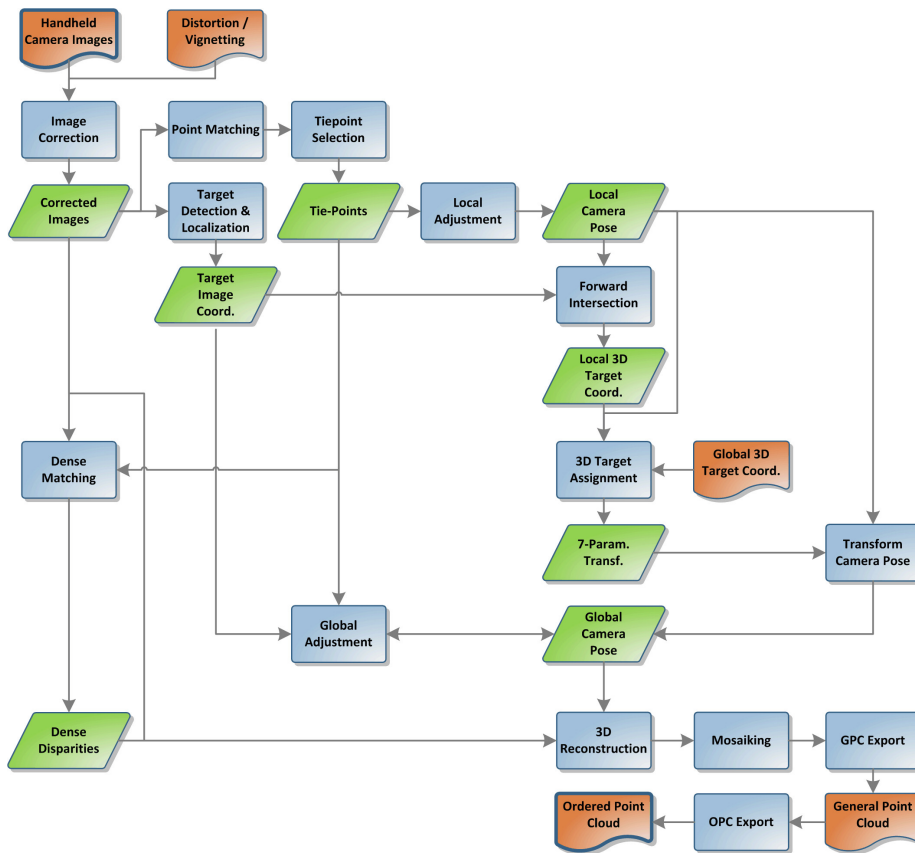 Handheld
Camera Images
Distortion /
Vignetting
Image
Correction
Point Matching
Tiepoint
Selection
Corrected
Images
Target
Detection &
Localization
Tie-Points
Local
Adjustment
Local
Camera
Pose
Target
Image
Coord.
Forward
Intersection
Local 3D
Target
Coord.
Dense
Matching
3D Target
Assignment
Global 3D
Target Coord.
7-Param.
Transf.
Transform
Camera Pose
Global
Adjustment
Global
Camera
Pose
Dense
Disparities
3D
Reconstruction
Mosaiking
GPC Export
Ordered Point
Cloud
OPC Export
General Point
Cloud